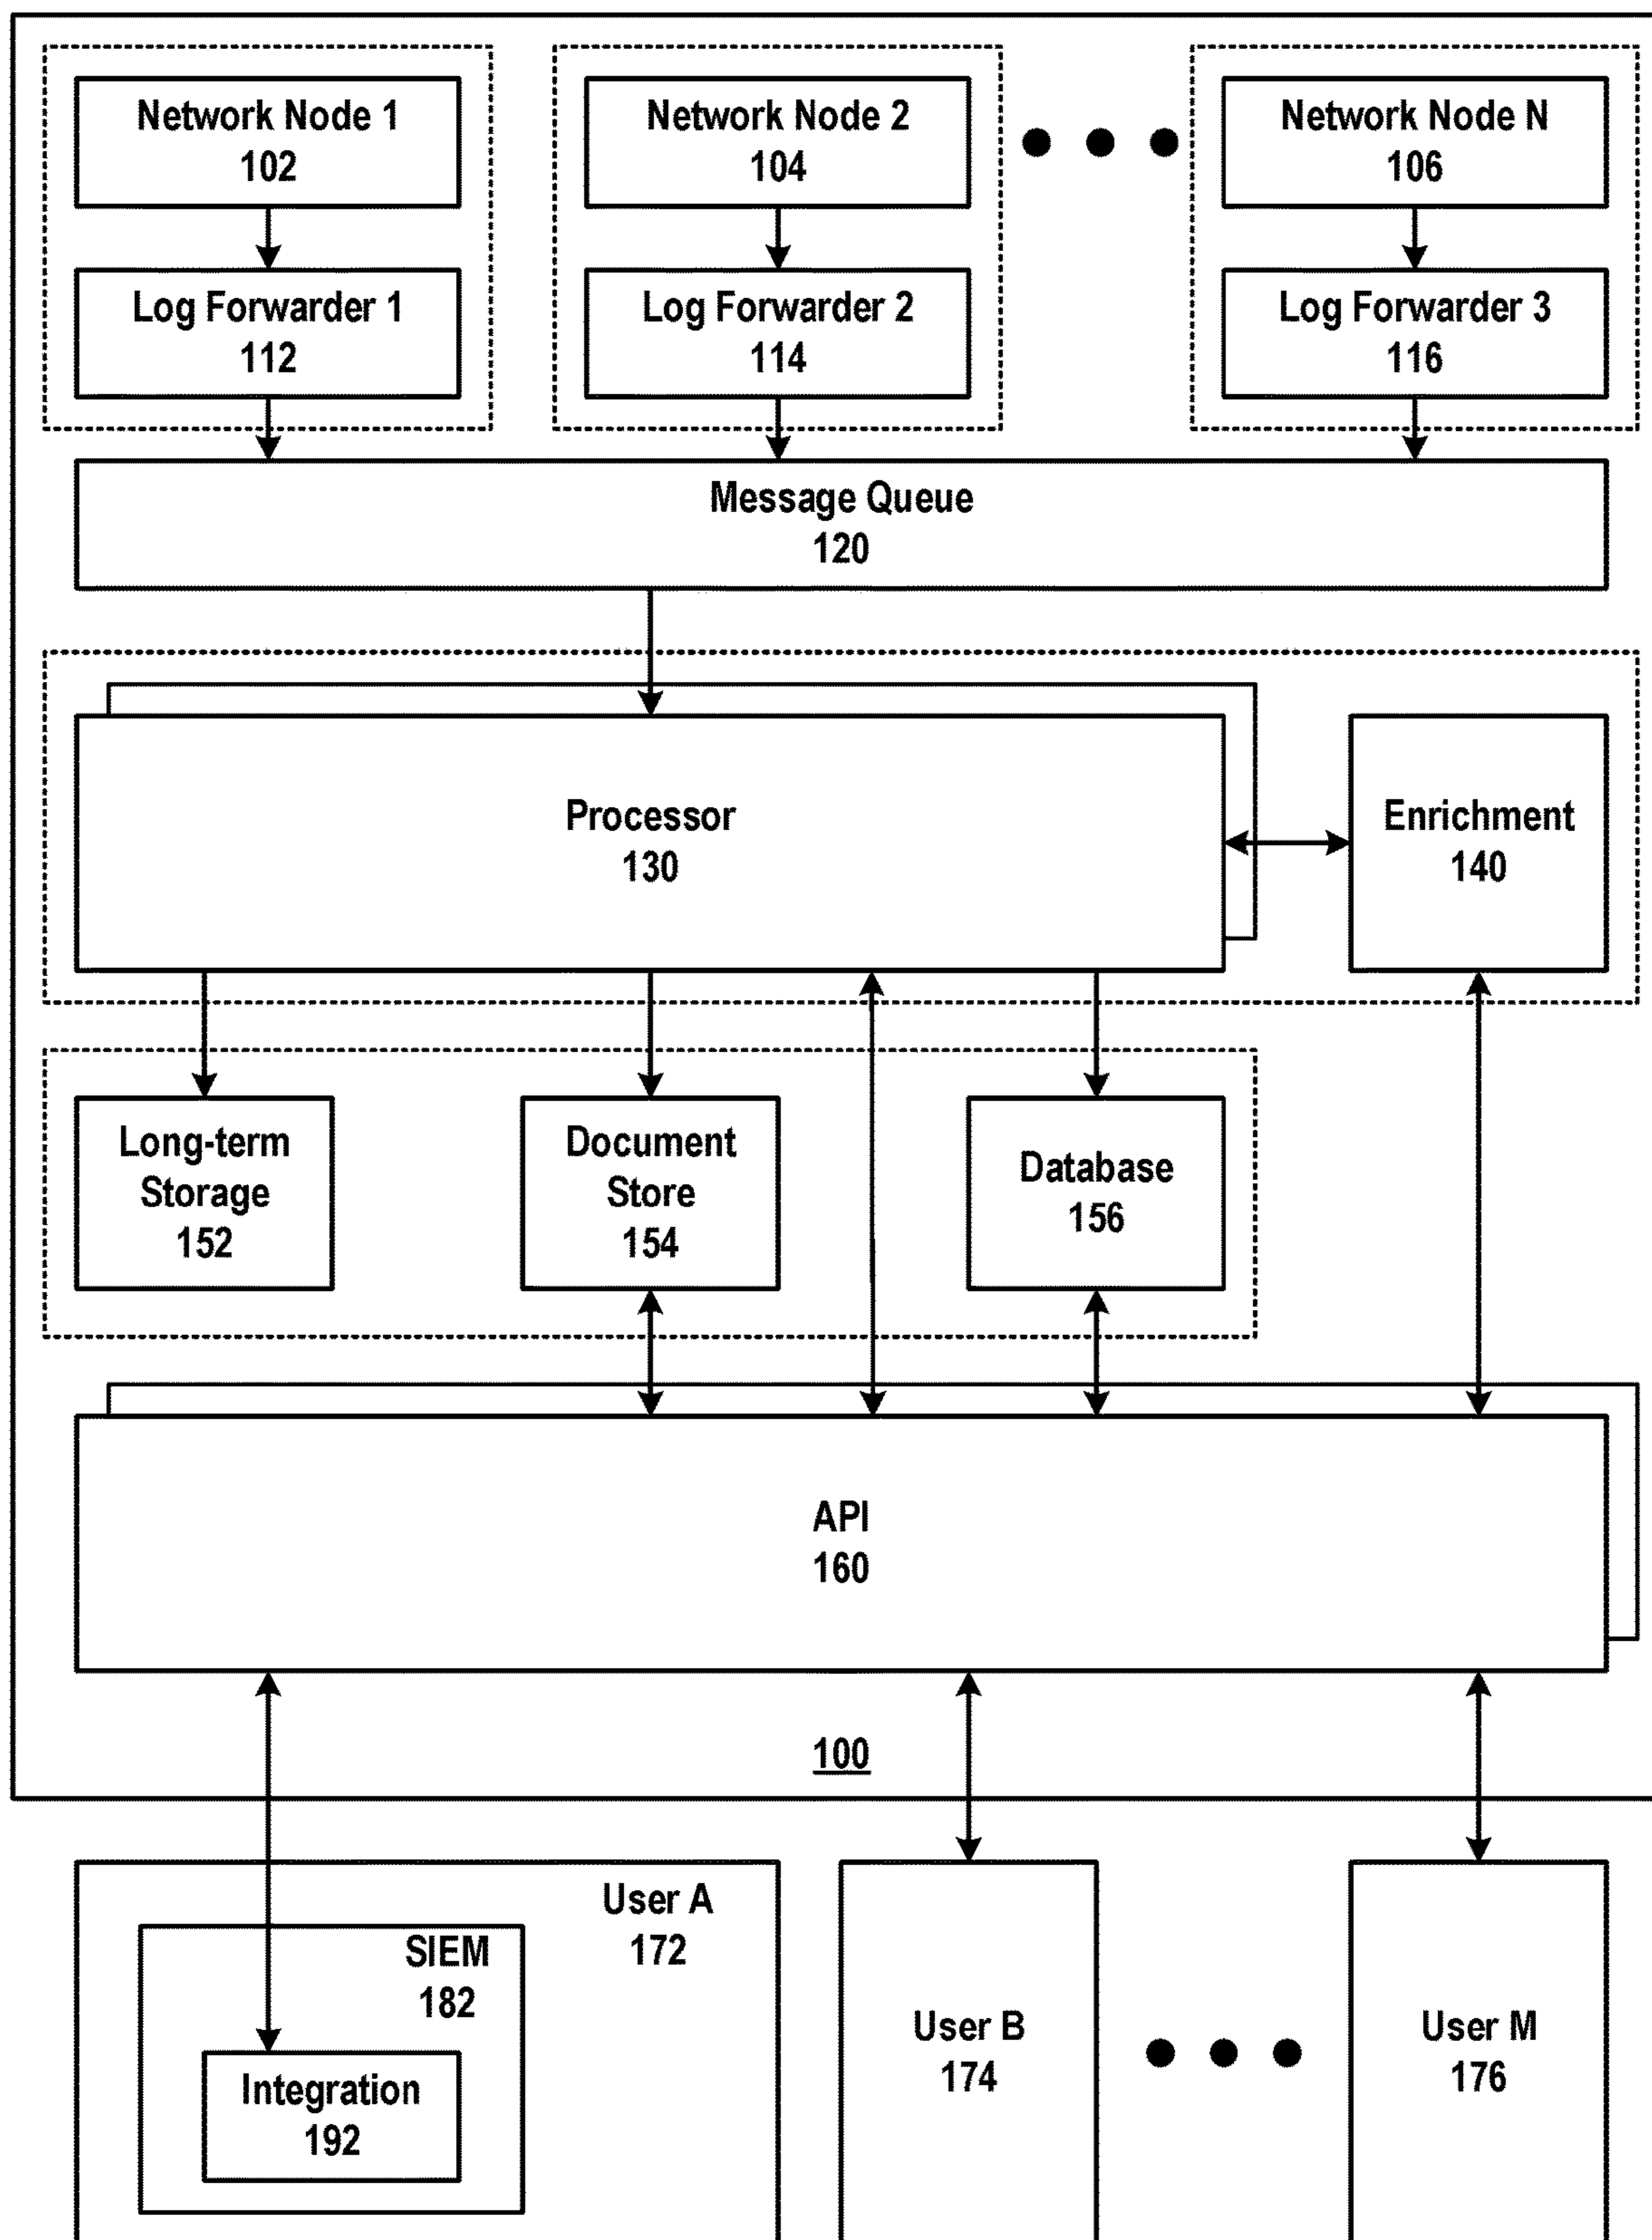 Network Node 1
102
Network Node 2
104
Network Node N
106
Log Forwarder 1
112
Log Forwarder 2
114
Log Forwarder 3
116
Message Queue
120
Processor
130
Enrichment
140
Long-term
Storage
152
Document
Store
154
Database
156
API
160
100
User A
172
SIEM
182
Integration
192
User B
174
User M
176